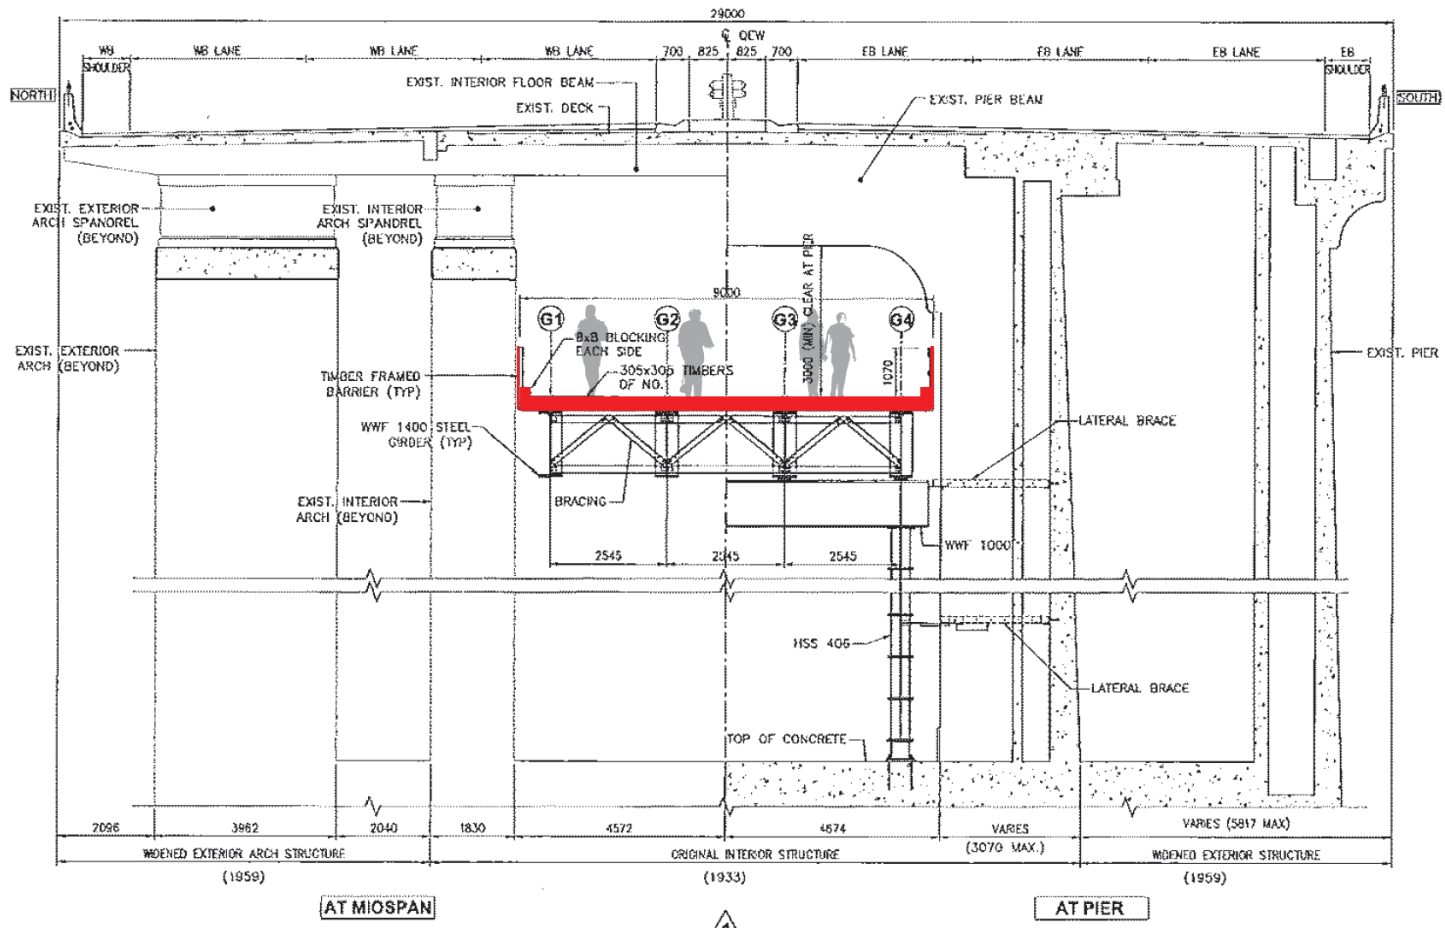 29000
℄ QEW
WB SHOULDER
WB LANE
WB LANE
WB LANE
700
825
825
700
EB LANE
EB LANE
EB LANE
EB SHOULDER
NORTH
SOUTH
EXIST. INTERIOR FLOOR BEAM
EXIST. DECK
EXIST. PIER BEAM
EXIST. EXTERIOR
ARCH SPANDREL
(BEYOND)
EXIST. INTERIOR
ARCH SPANDREL
(BEYOND)
3000 (MIN) CLEAR AT PIER
9000
G1
G2
G3
G4
8x8 BLOCKING
EACH SIDE
305x305 TIMBERS
DF NO.
1070
EXIST. EXTERIOR
ARCH (BEYOND)
TIMBER FRAMED
BARRIER (TYP)
EXIST. PIER
WWF 1400 STEEL
GIRDER (TYP)
LATERAL BRACE
EXIST. INTERIOR
ARCH (BEYOND)
BRACING
WWF 1000
2545
2545
2545
HSS 406
LATERAL BRACE
TOP OF CONCRETE
2096
3962
2040
1830
4572
4674
VARIES
(3070 MAX.)
VARIES (5817 MAX)
WIDENED EXTERIOR ARCH STRUCTURE
(1959)
ORIGINAL INTERIOR STRUCTURE
(1933)
WIDENED EXTERIOR STRUCTURE
(1959)
AT MIOSPAN
AT PIER